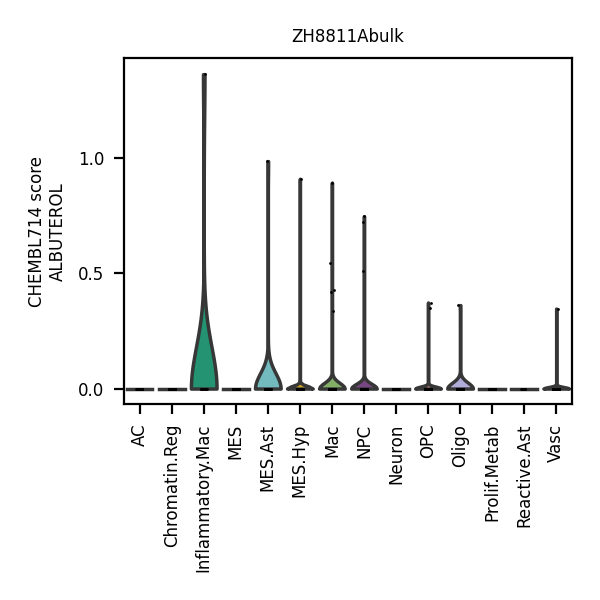 ZH8811Abulk
CHEMBL714 score
ALBUTEROL
1.0
0.5
0.0
AC
Chromatin.Reg
Inflammatory.Mac
MES
MES.Ast
MES.Hyp
Mac
NPC
Neuron
OPC
Oligo
Prolif.Metab
Reactive.Ast
Vasc